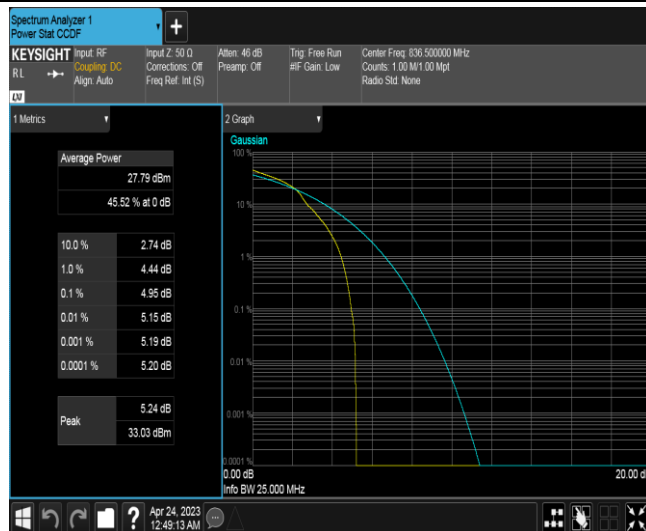 Spectrum Analyzer 1
Power Stat CCDF
+
KEYSIGHT
RL
LXI
Input: RF
Coupling: DC
Align: Auto
Input Z: 50 Ω
Corrections: Off
Freq Ref: Int (S)
Atten: 46 dB
Preamp: Off
Trig: Free Run
#IF Gain: Low
Center Freq: 836.500000 MHz
Counts: 1.00 M/1.00 Mpt
Radio Std: None
1 Metrics
Average Power
27.79 dBm
45.52 % at 0 dB
10.0 % 2.74 dB
1.0 % 4.44 dB
0.1 % 4.95 dB
0.01 % 5.15 dB
0.001 % 5.19 dB
0.0001 % 5.20 dB
Peak
5.24 dB
33.03 dBm
2 Graph
Gaussian
100 %
10 %
1 %
0.1 %
0.01 %
0.001 %
0.0001 %
0.00 dB
20.00 d
Info BW 25.000 MHz
?
Apr 24, 2023
12:49:13 AM